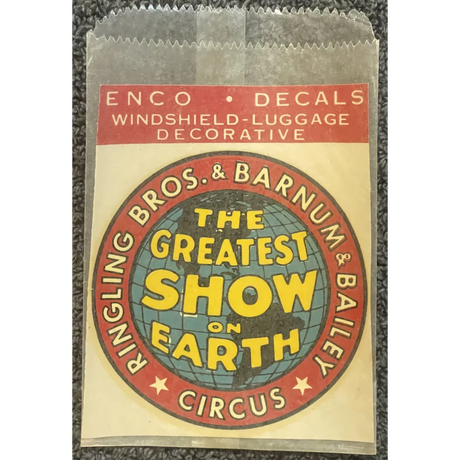 ENCO • DECALS
WINDSHIELD-LUGGAGE
DECORATIVE
RINGLING BROS. & BARNUM & BAILEY
THE
GREATEST
SHOW
ON
EARTH
★ CIRCUS ★